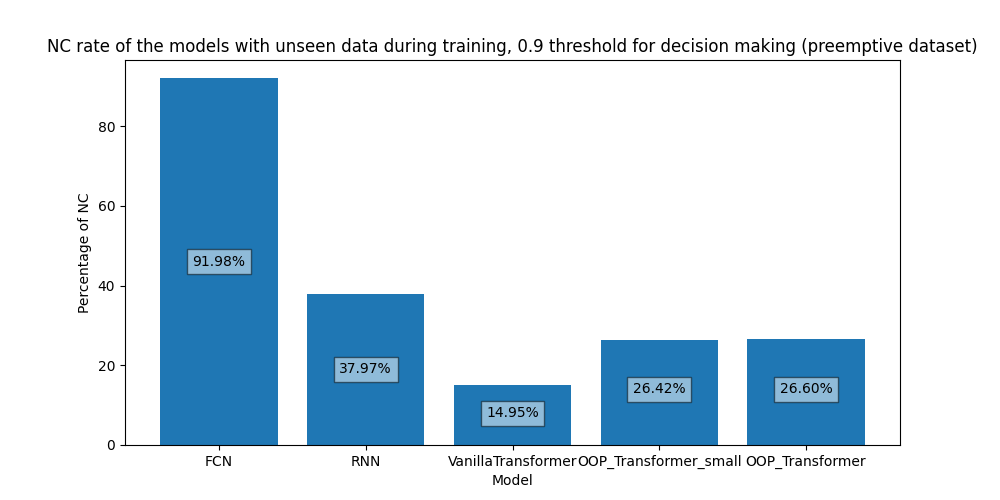 NC rate of the models with unseen data during training, 0.9 threshold for decision making (preemptive dataset)
Percentage of NC
80
60
40
20
0
91.98%
37.97%
14.95%
26.42%
26.60%
FCN
RNN
VanillaTransformer
OOP_Transformer_small
OOP_Transformer
Model